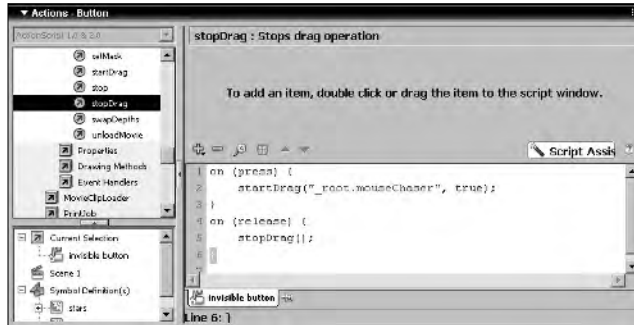 Actions - Button
ActionScript 1.0 & 2.0
setMask
startDrag
stop
stopDrag
swapDepths
unloadMovie
Properties
Drawing Methods
Event Handlers
MovieClipLoader
PrintJob
Current Selection
invisible button
Scene 1
Symbol Definition(s)
stars
stopDrag : Stops drag operation
To add an item, double click or drag the item to the script window.
Script Assis
1 on (press) {
2 startDrag("_root.mouseChaser", true);
3 }
4 on (release) {
5 stopDrag();
6 }
7
invisible button
Line 6: }